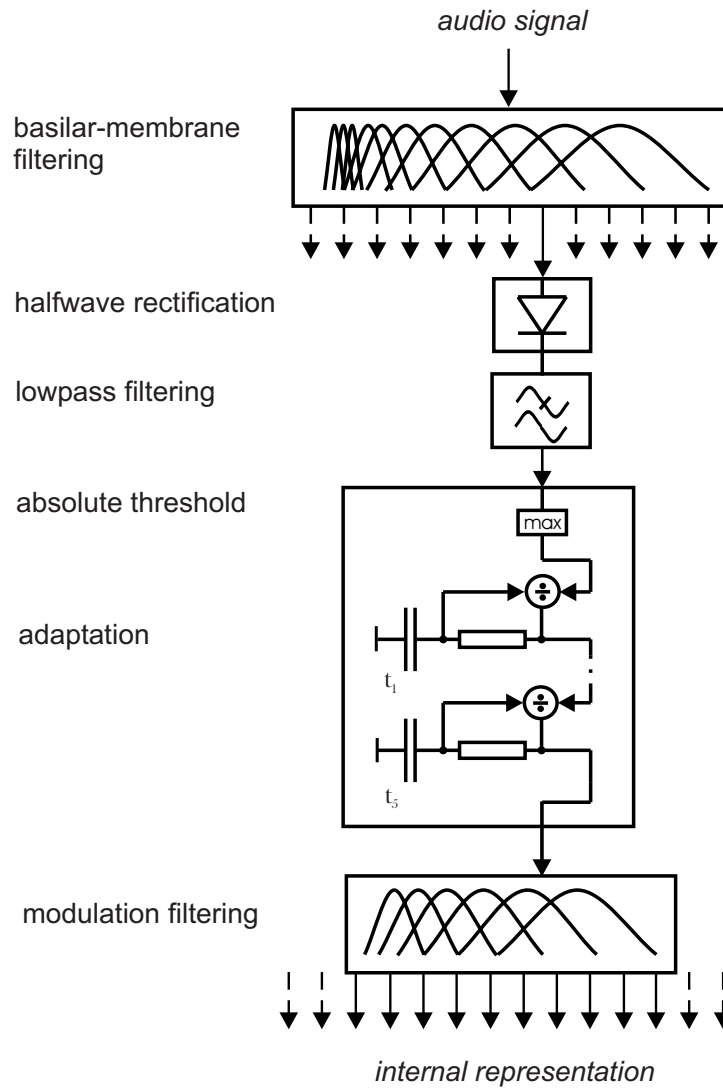 audio signal
basilar-membrane
filtering
halfwave rectification
lowpass filtering
absolute threshold
max
÷
adaptation
t₁
÷
t₅
modulation filtering
internal representation